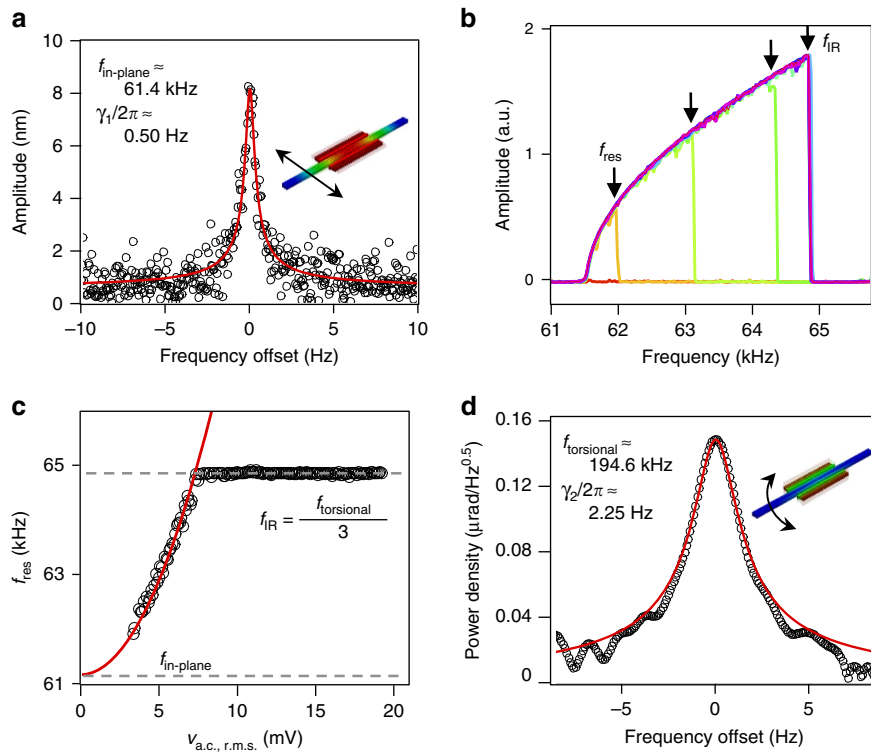 a
f_in-plane ≈
61.4 kHz
γ₁/2π ≈
0.50 Hz
Amplitude (nm)
10
8
6
4
2
0
–10
–5
0
5
10
Frequency offset (Hz)
b
f_res
f_IR
Amplitude (a.u.)
2
1
0
61
62
63
64
65
Frequency (kHz)
c
f_res (kHz)
65
63
61
f_IR = f_torsional / 3
f_in-plane
0
5
10
15
20
v_a.c., r.m.s. (mV)
d
f_torsional ≈
194.6 kHz
γ₂/2π ≈
2.25 Hz
Power density (μrad/Hz^0.5)
0.16
0.12
0.08
0.04
0
–5
0
5
Frequency offset (Hz)